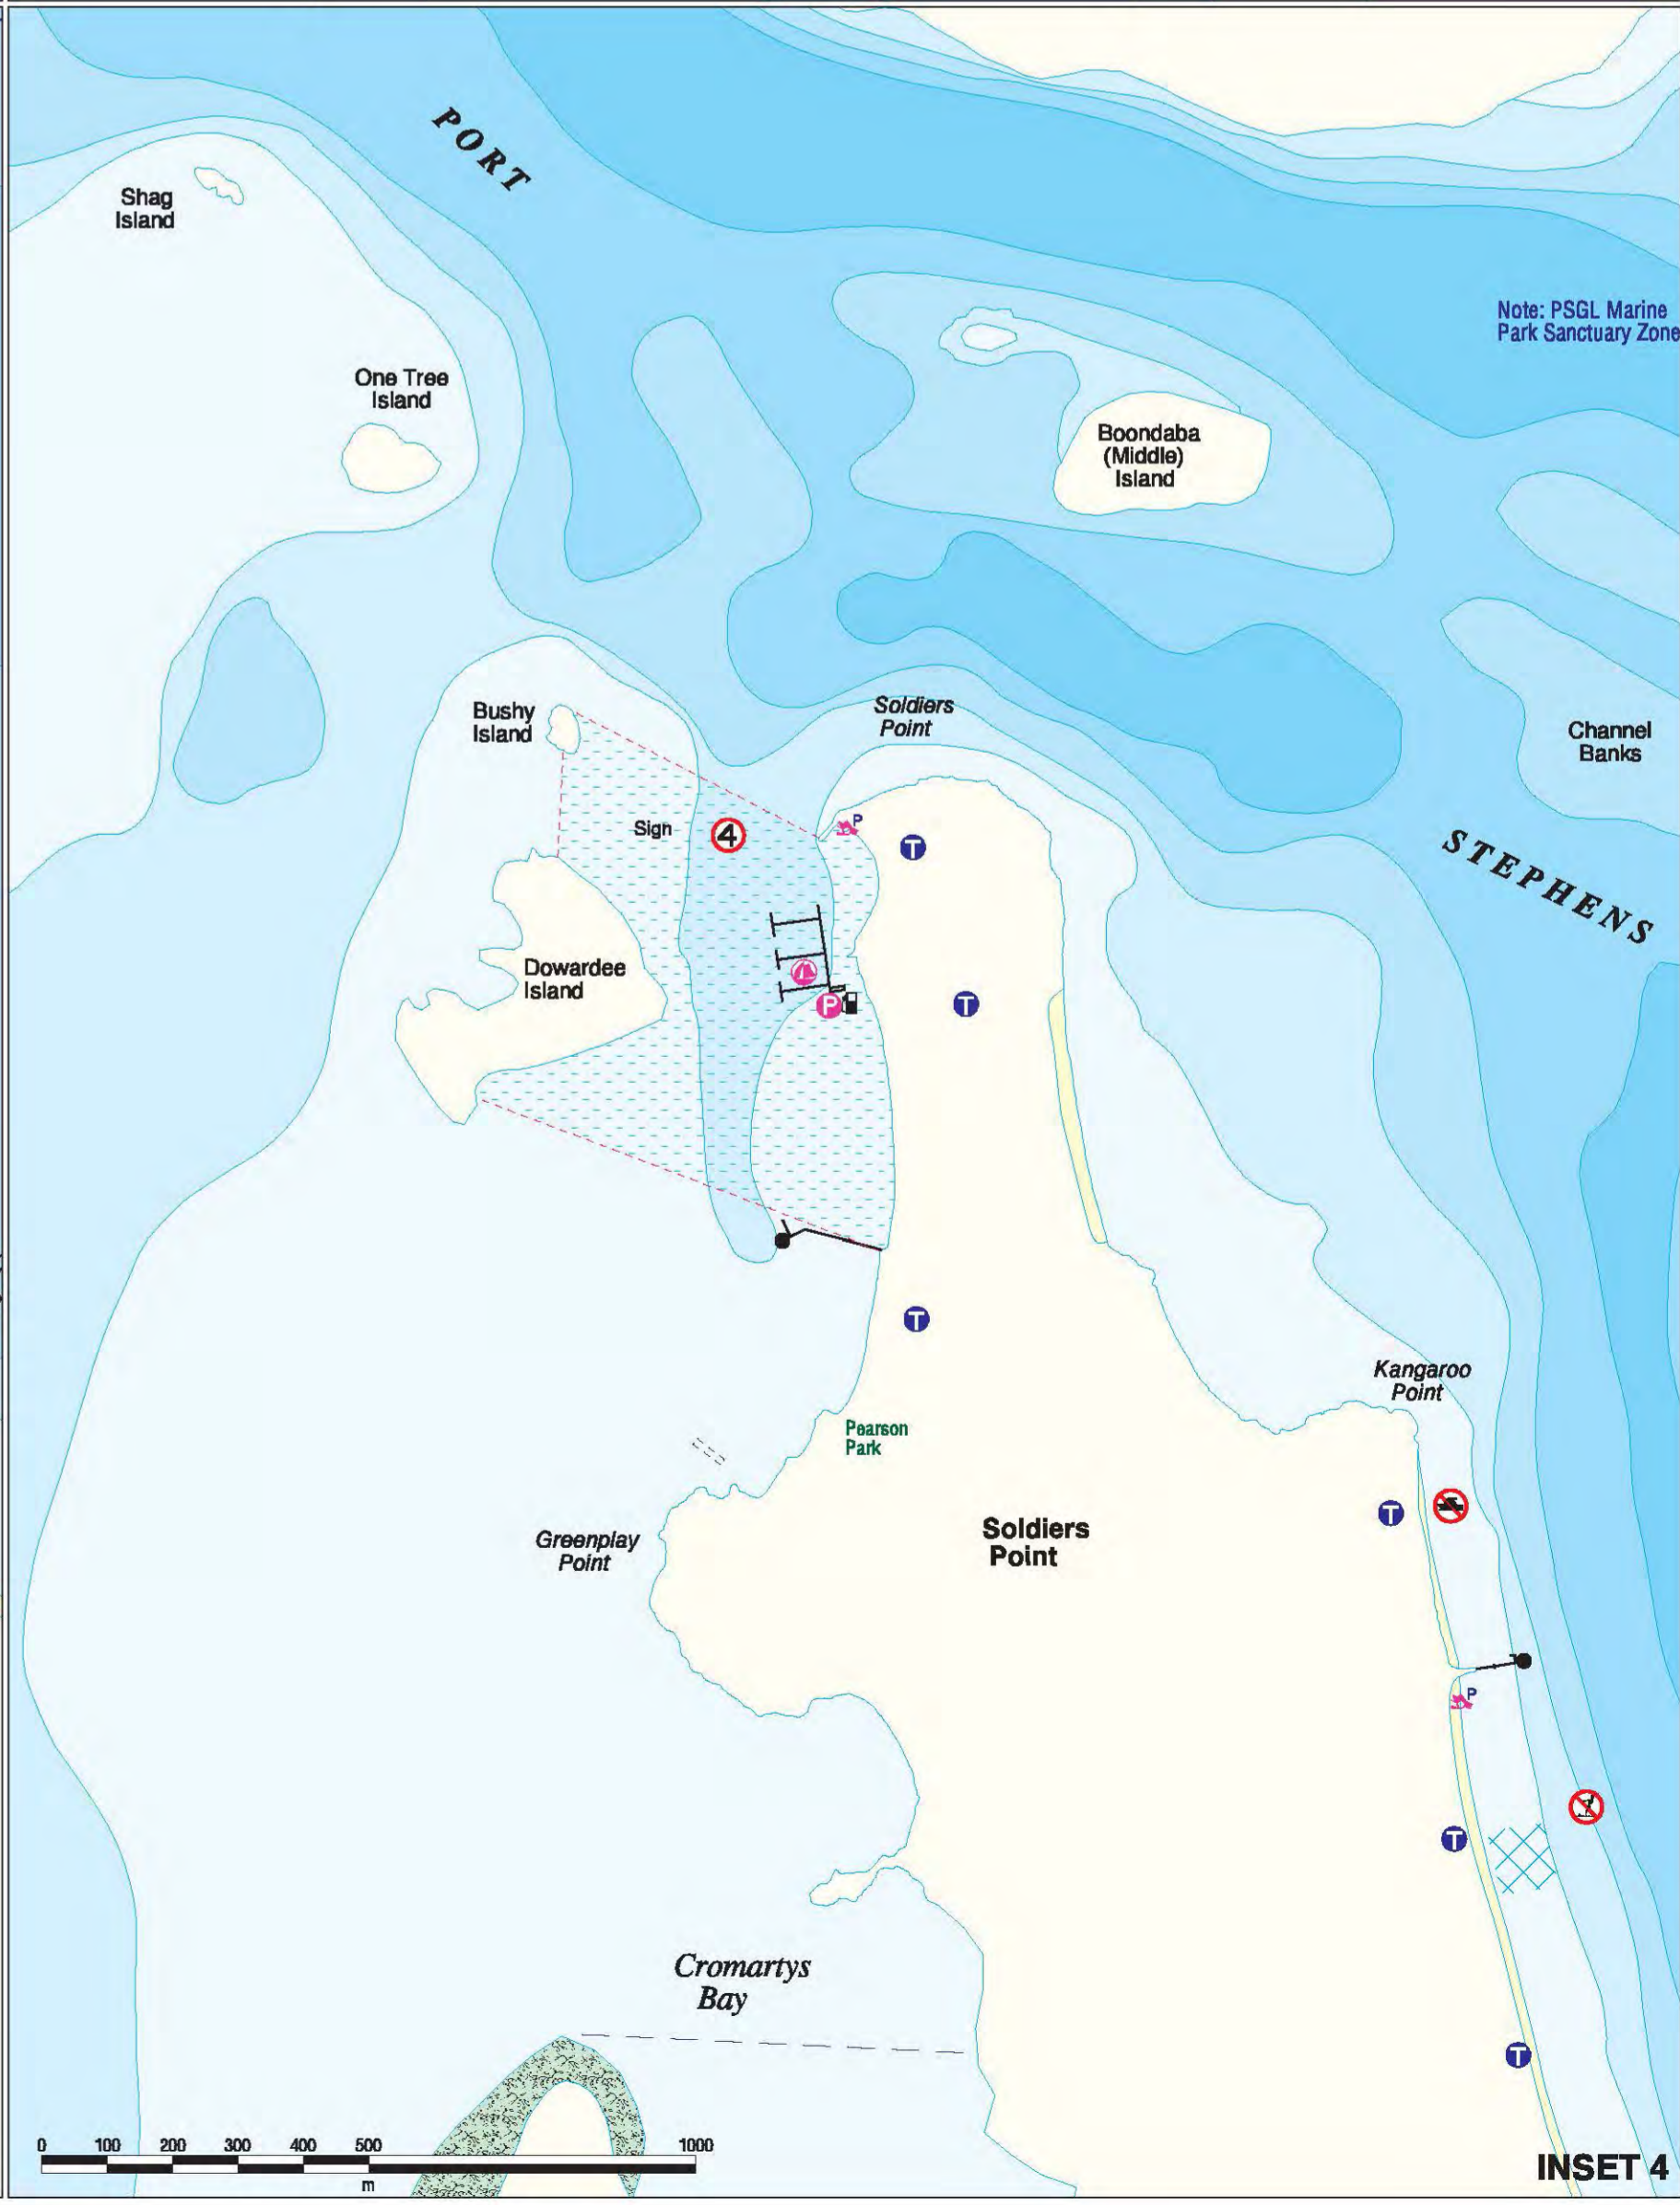 PORT
Shag
Island
Note: PSGL Marine
Park Sanctuary Zone
One Tree
Island
Boondaba
(Middle)
Island
Bushy
Island
Soldiers
Point
Channel
Banks
Sign
4
P
T
STEPHENS
Dowardee
Island
P
T
T
Kangaroo
Point
Pearson
Park
T
Soldiers
Point
Greenplay
Point
P
T
Cromartys
Bay
T
0 100 200 300 400 500 1000
m
INSET 4